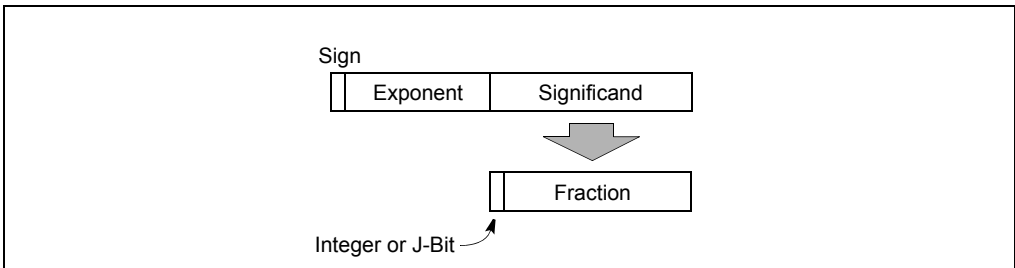 Sign
Exponent Significand
Fraction
Integer or J-Bit